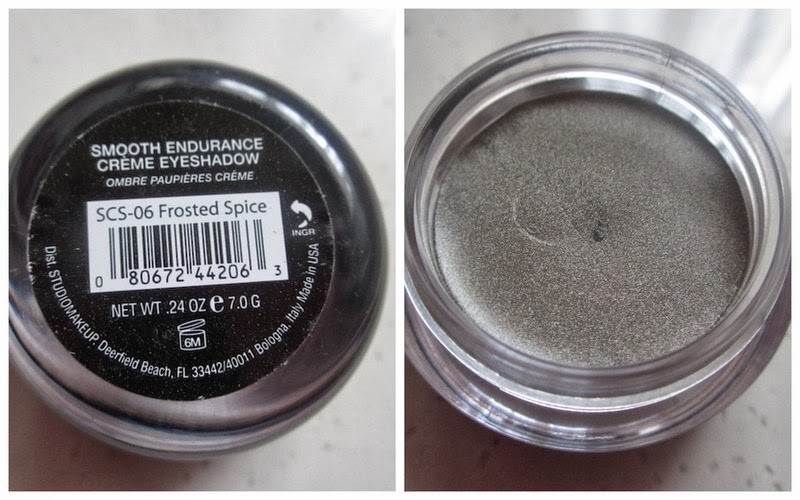 SMOOTH ENDURANCE
CRÈME EYESHADOW
OMBRE PAUPIÈRES CRÈME
SCS-06 Frosted Spice
INGR
0 80672 44206 3
NET WT .24 OZ e 7.0 G
6M
Dist. STUDIOMAKEUP, Deerfield Beach, FL 33442/40011 Bologna, Italy Made in USA